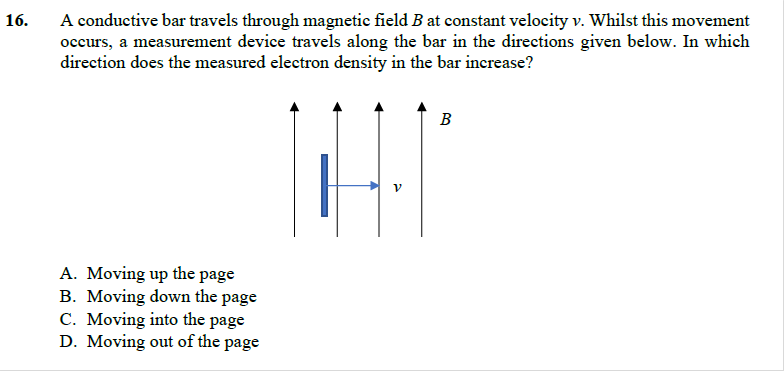 16. A conductive bar travels through magnetic field B at constant velocity v. Whilst this movement
occurs, a measurement device travels along the bar in the directions given below. In which
direction does the measured electron density in the bar increase?
B
v
A. Moving up the page
B. Moving down the page
C. Moving into the page
D. Moving out of the page